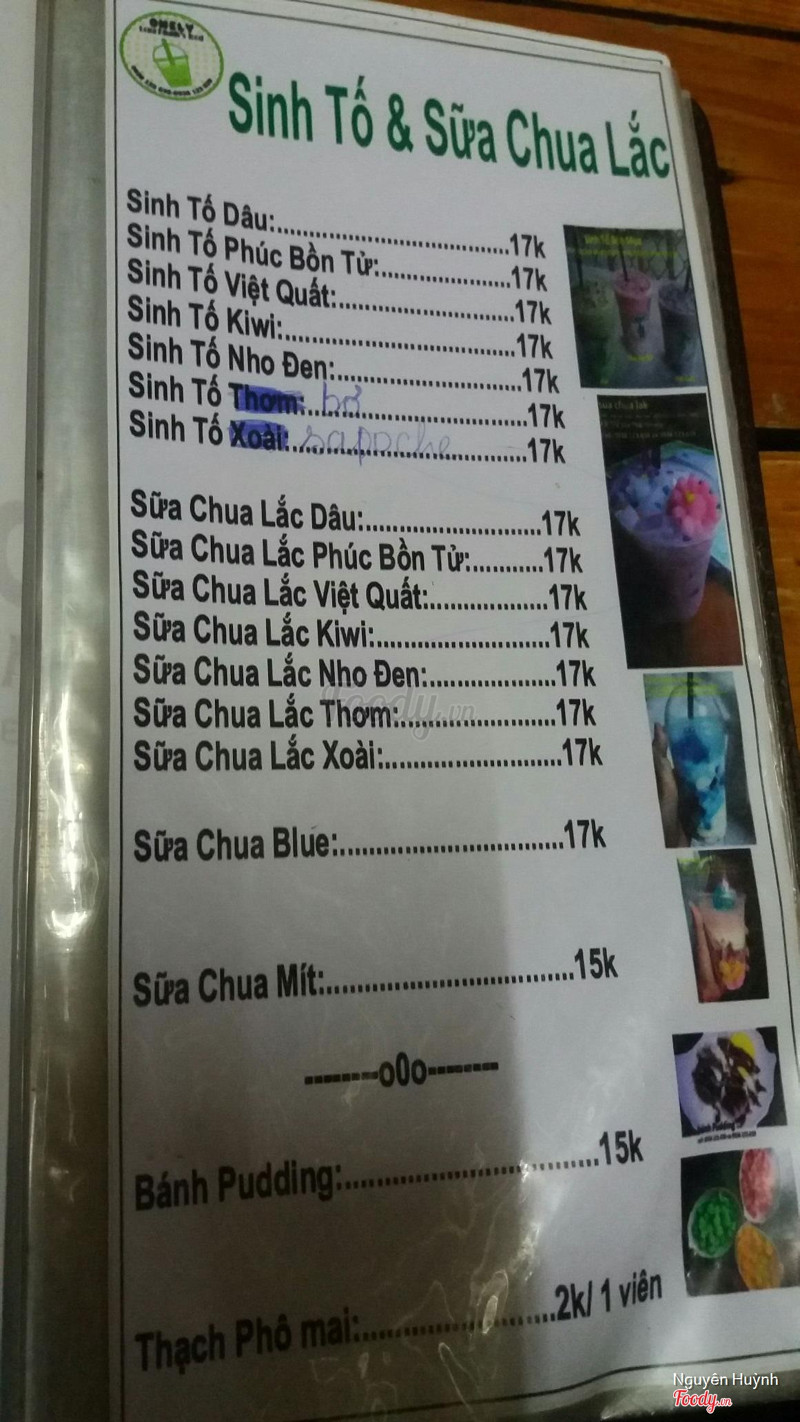 ONELY
Sinh Tố & Sữa Chua Lắc
Sinh Tố Dâu:..................................17k
Sinh Tố Phúc Bồn Tử:...................17k
Sinh Tố Việt Quất:..........................17k
Sinh Tố Kiwi:..................................17k
Sinh Tố Nho Đen:...........................17k
Sinh Tố Thơm: bơ................................17k
Sinh Tố Xoài: sapoche..................................17k
Sữa Chua Lắc Dâu:..........................17k
Sữa Chua Lắc Phúc Bồn Tử:...........17k
Sữa Chua Lắc Việt Quất:...................17k
Sữa Chua Lắc Kiwi:...........................17k
Sữa Chua Lắc Nho Đen:...................17k
Sữa Chua Lắc Thơm:........................17k
Sữa Chua Lắc Xoài:...........................17k
Foody.vn
Sữa Chua Blue:..................................17k
Sữa Chua Mít:....................................15k
--------o0o--------
Bánh Pudding:...................................15k
Thạch Phô mai:...........................2k/ 1 viên
Nguyên Huỳnh
Foody.vn